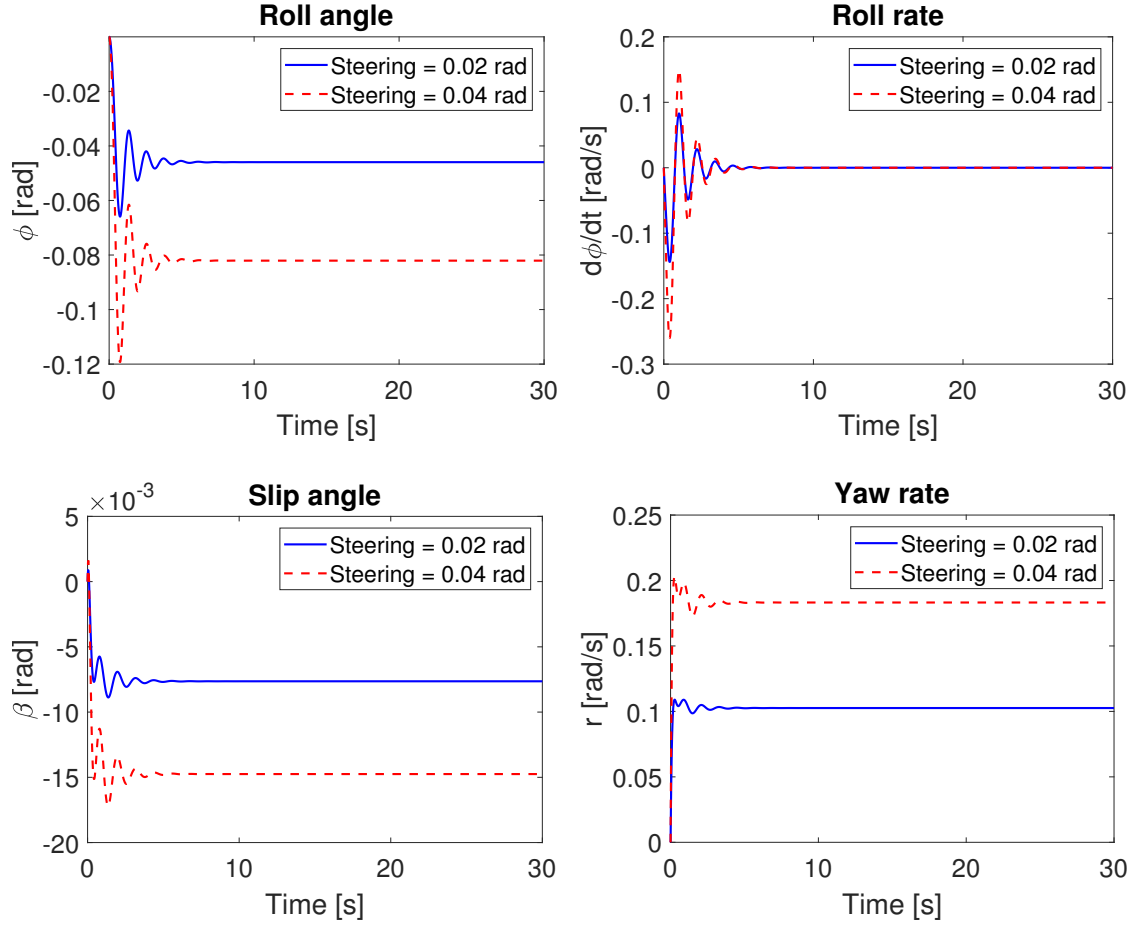 Roll angle
Steering = 0.02 rad
Steering = 0.04 rad
-0.02
-0.04
-0.06
-0.08
-0.1
-0.12
ϕ [rad]
0
10
20
30
Time [s]
Roll rate
Steering = 0.02 rad
Steering = 0.04 rad
0.2
0.1
0
-0.1
-0.2
-0.3
dϕ/dt [rad/s]
0
10
20
30
Time [s]
Slip angle
×10⁻³
Steering = 0.02 rad
Steering = 0.04 rad
5
0
-5
-10
-15
-20
β [rad]
0
10
20
30
Time [s]
Yaw rate
Steering = 0.02 rad
Steering = 0.04 rad
0.25
0.2
0.15
0.1
0.05
0
r [rad/s]
0
10
20
30
Time [s]